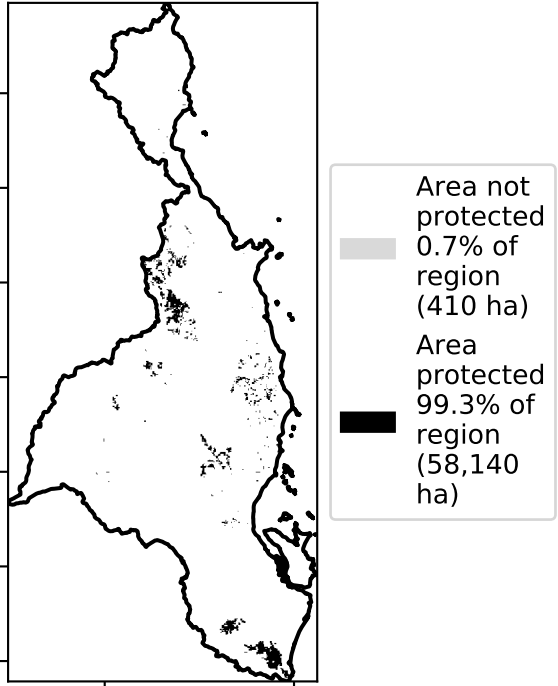 Area not
protected
0.7% of
region
(410 ha)
Area
protected
99.3% of
region
(58,140
ha)